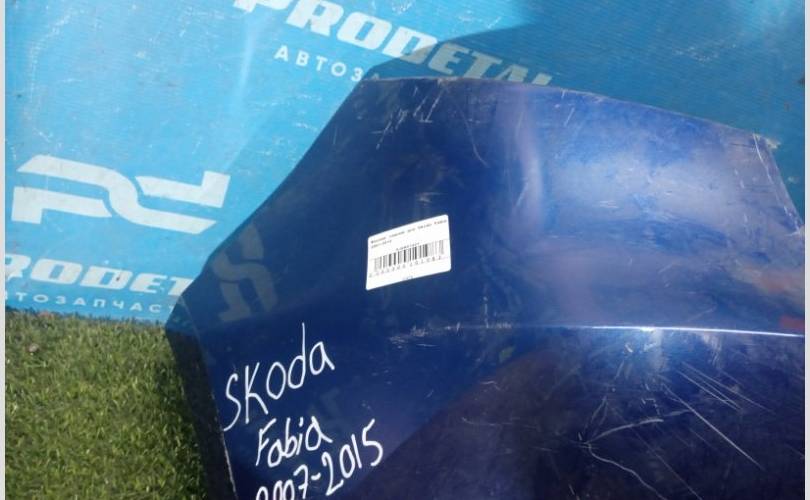 PRODETAL
АВТОЗА
PRODETAL
АВТОЗАПЧАСТ
Skoda
Fabia
2007-2015